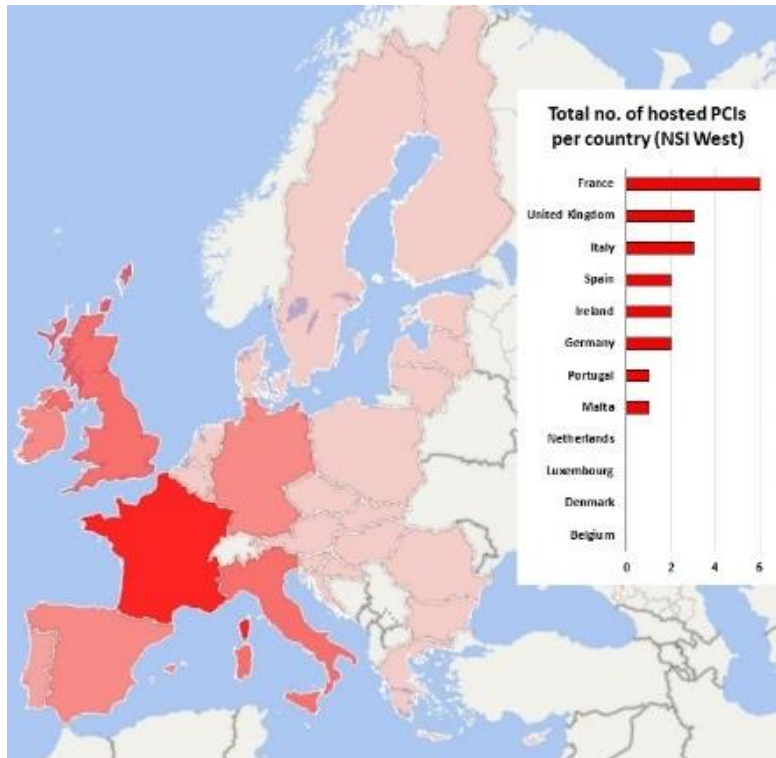 Total no. of hosted PCIs
per country (NSI West)
France
United Kingdom
Italy
Spain
Ireland
Germany
Portugal
Malta
Netherlands
Luxembourg
Denmark
Belgium
0 2 4 6